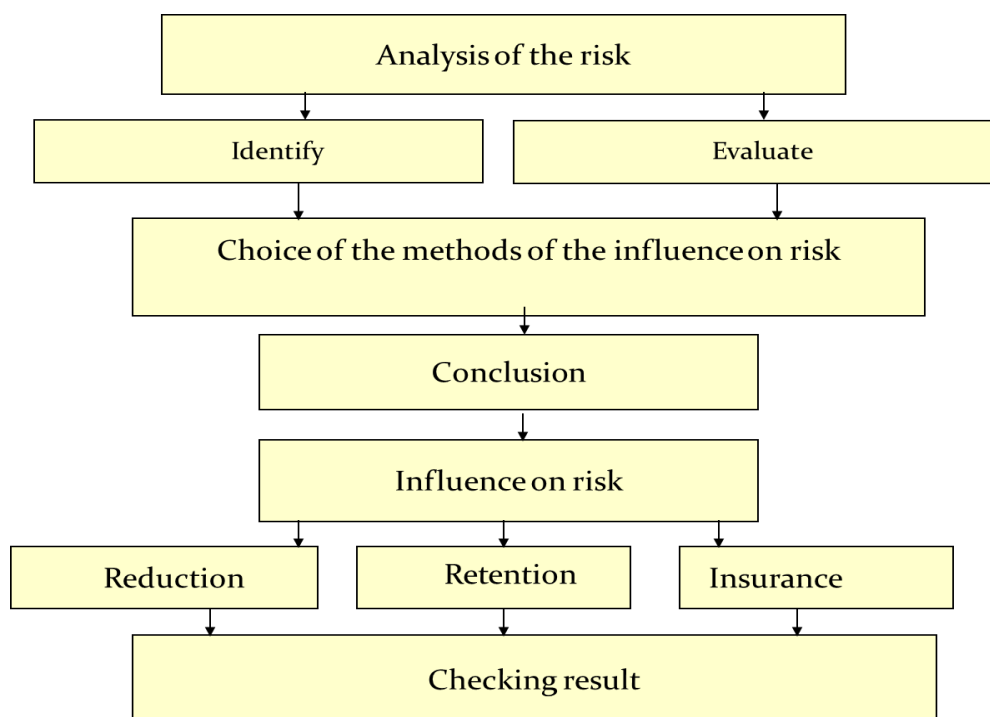 Analysis of the risk
Identify
Evaluate
Choice of the methods of the influence on risk
Conclusion
Influence on risk
Reduction
Retention
Insurance
Checking result